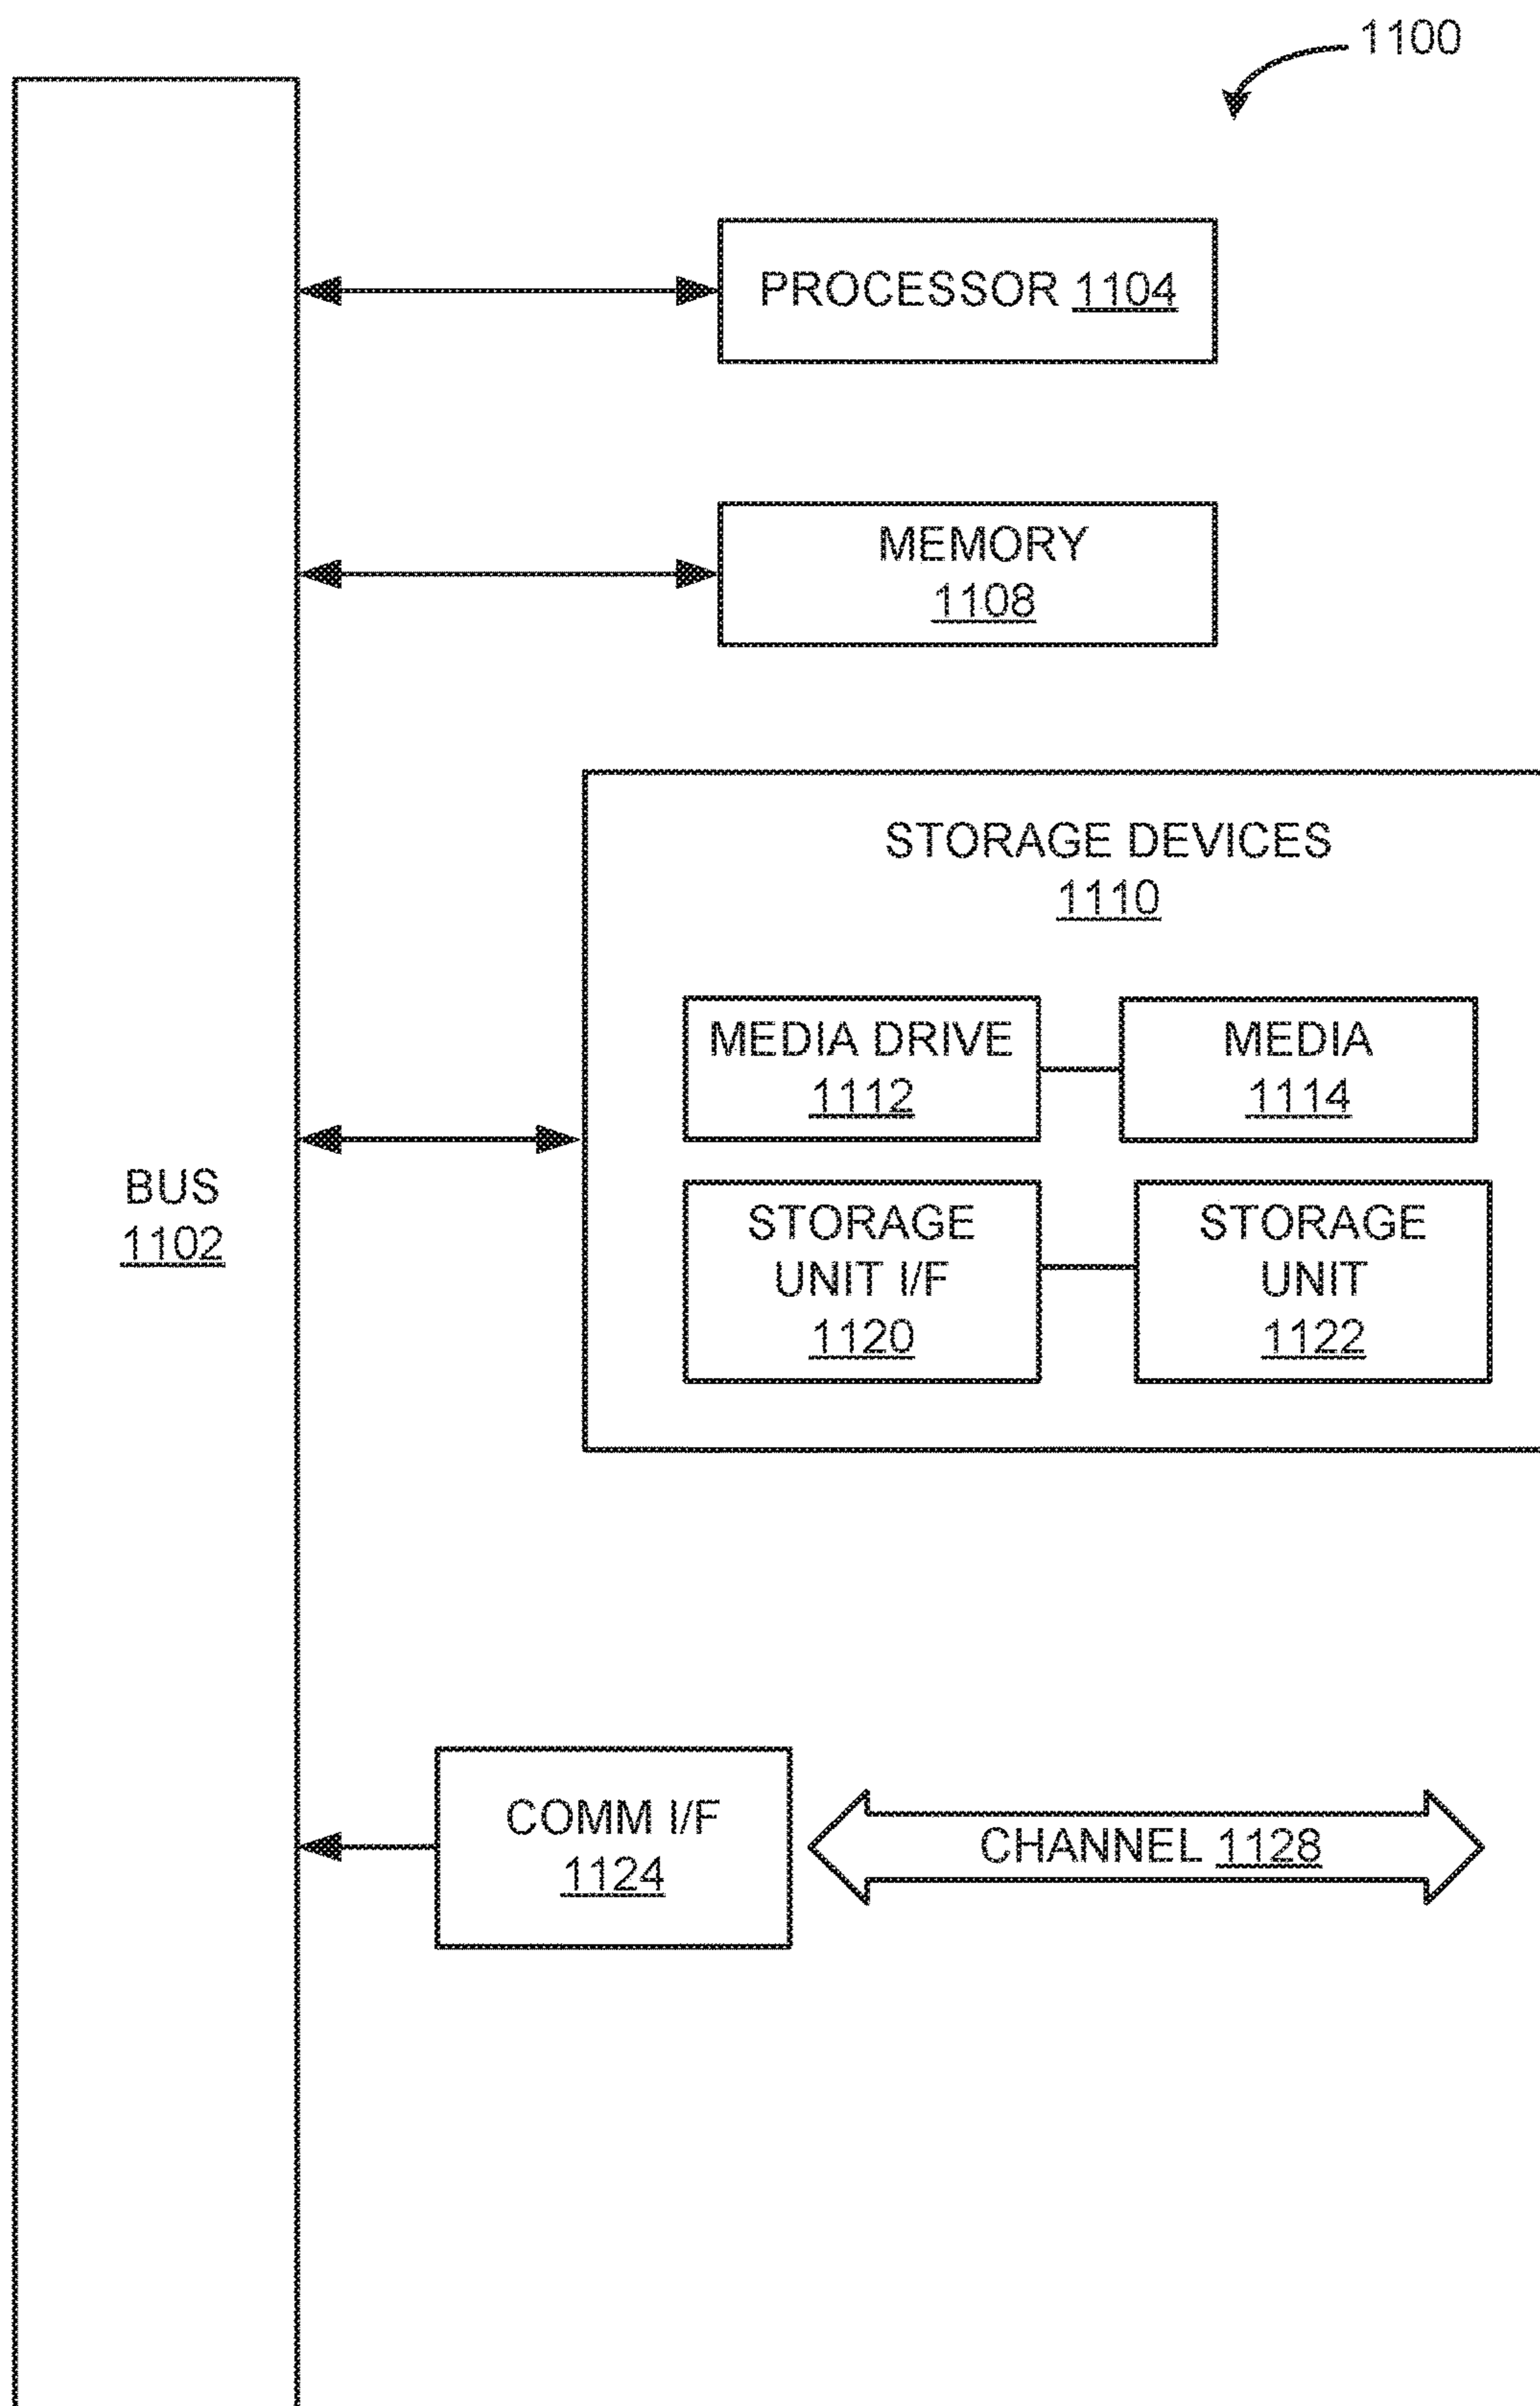 1100
PROCESSOR 1104
MEMORY
1108
STORAGE DEVICES
1110
MEDIA DRIVE
1112
MEDIA
1114
BUS
1102
STORAGE
UNIT I/F
1120
STORAGE
UNIT
1122
COMM I/F
1124
CHANNEL 1128